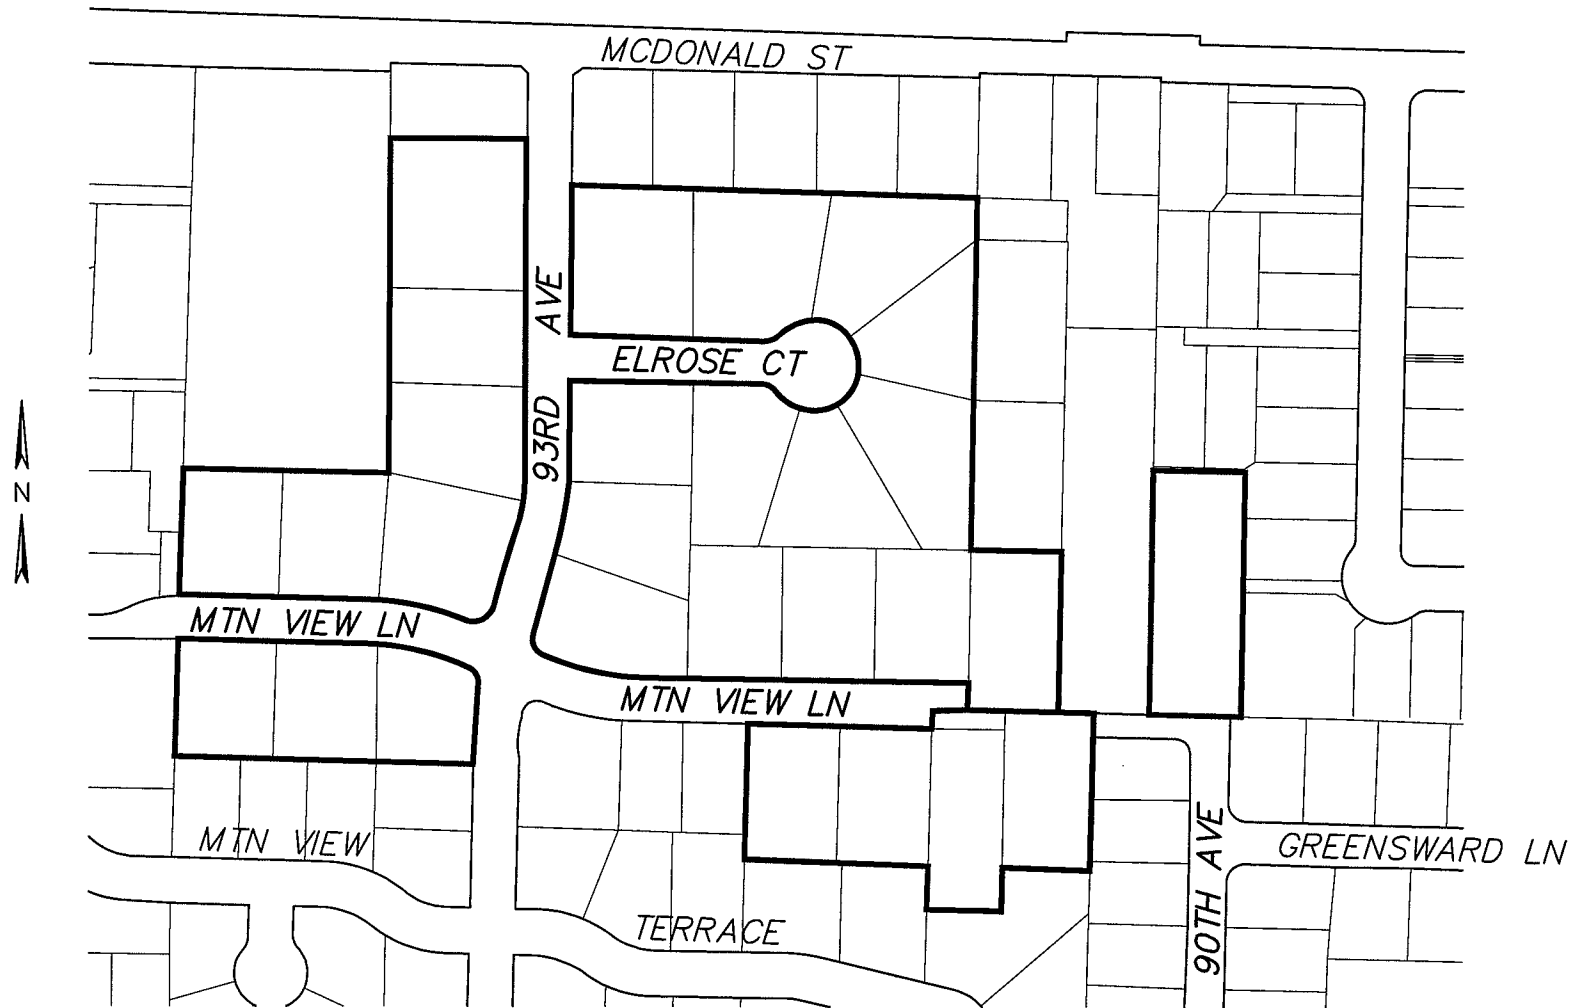 MCDONALD ST
93RD AVE
ELROSE CT
N
MTN VIEW LN
MTN VIEW LN
MTN VIEW
TERRACE
90TH AVE
GREENSWARD LN